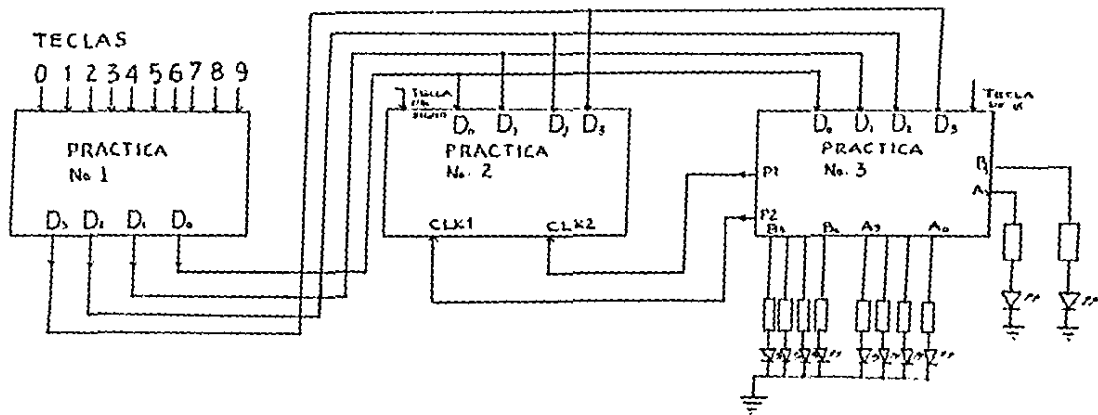 TECLAS
0 1 2 3 4 5 6 7 8 9
PRACTICA
No. 1
D3 D2 D1 D0
TECLA
D0 D1 D2 D3
PRACTICA
No. 2
CLK1 CLK2
TECLA
D0 D1 D2 D3
PRACTICA
No. 3
P1
P2
B
A
B3 B0 A3 A0